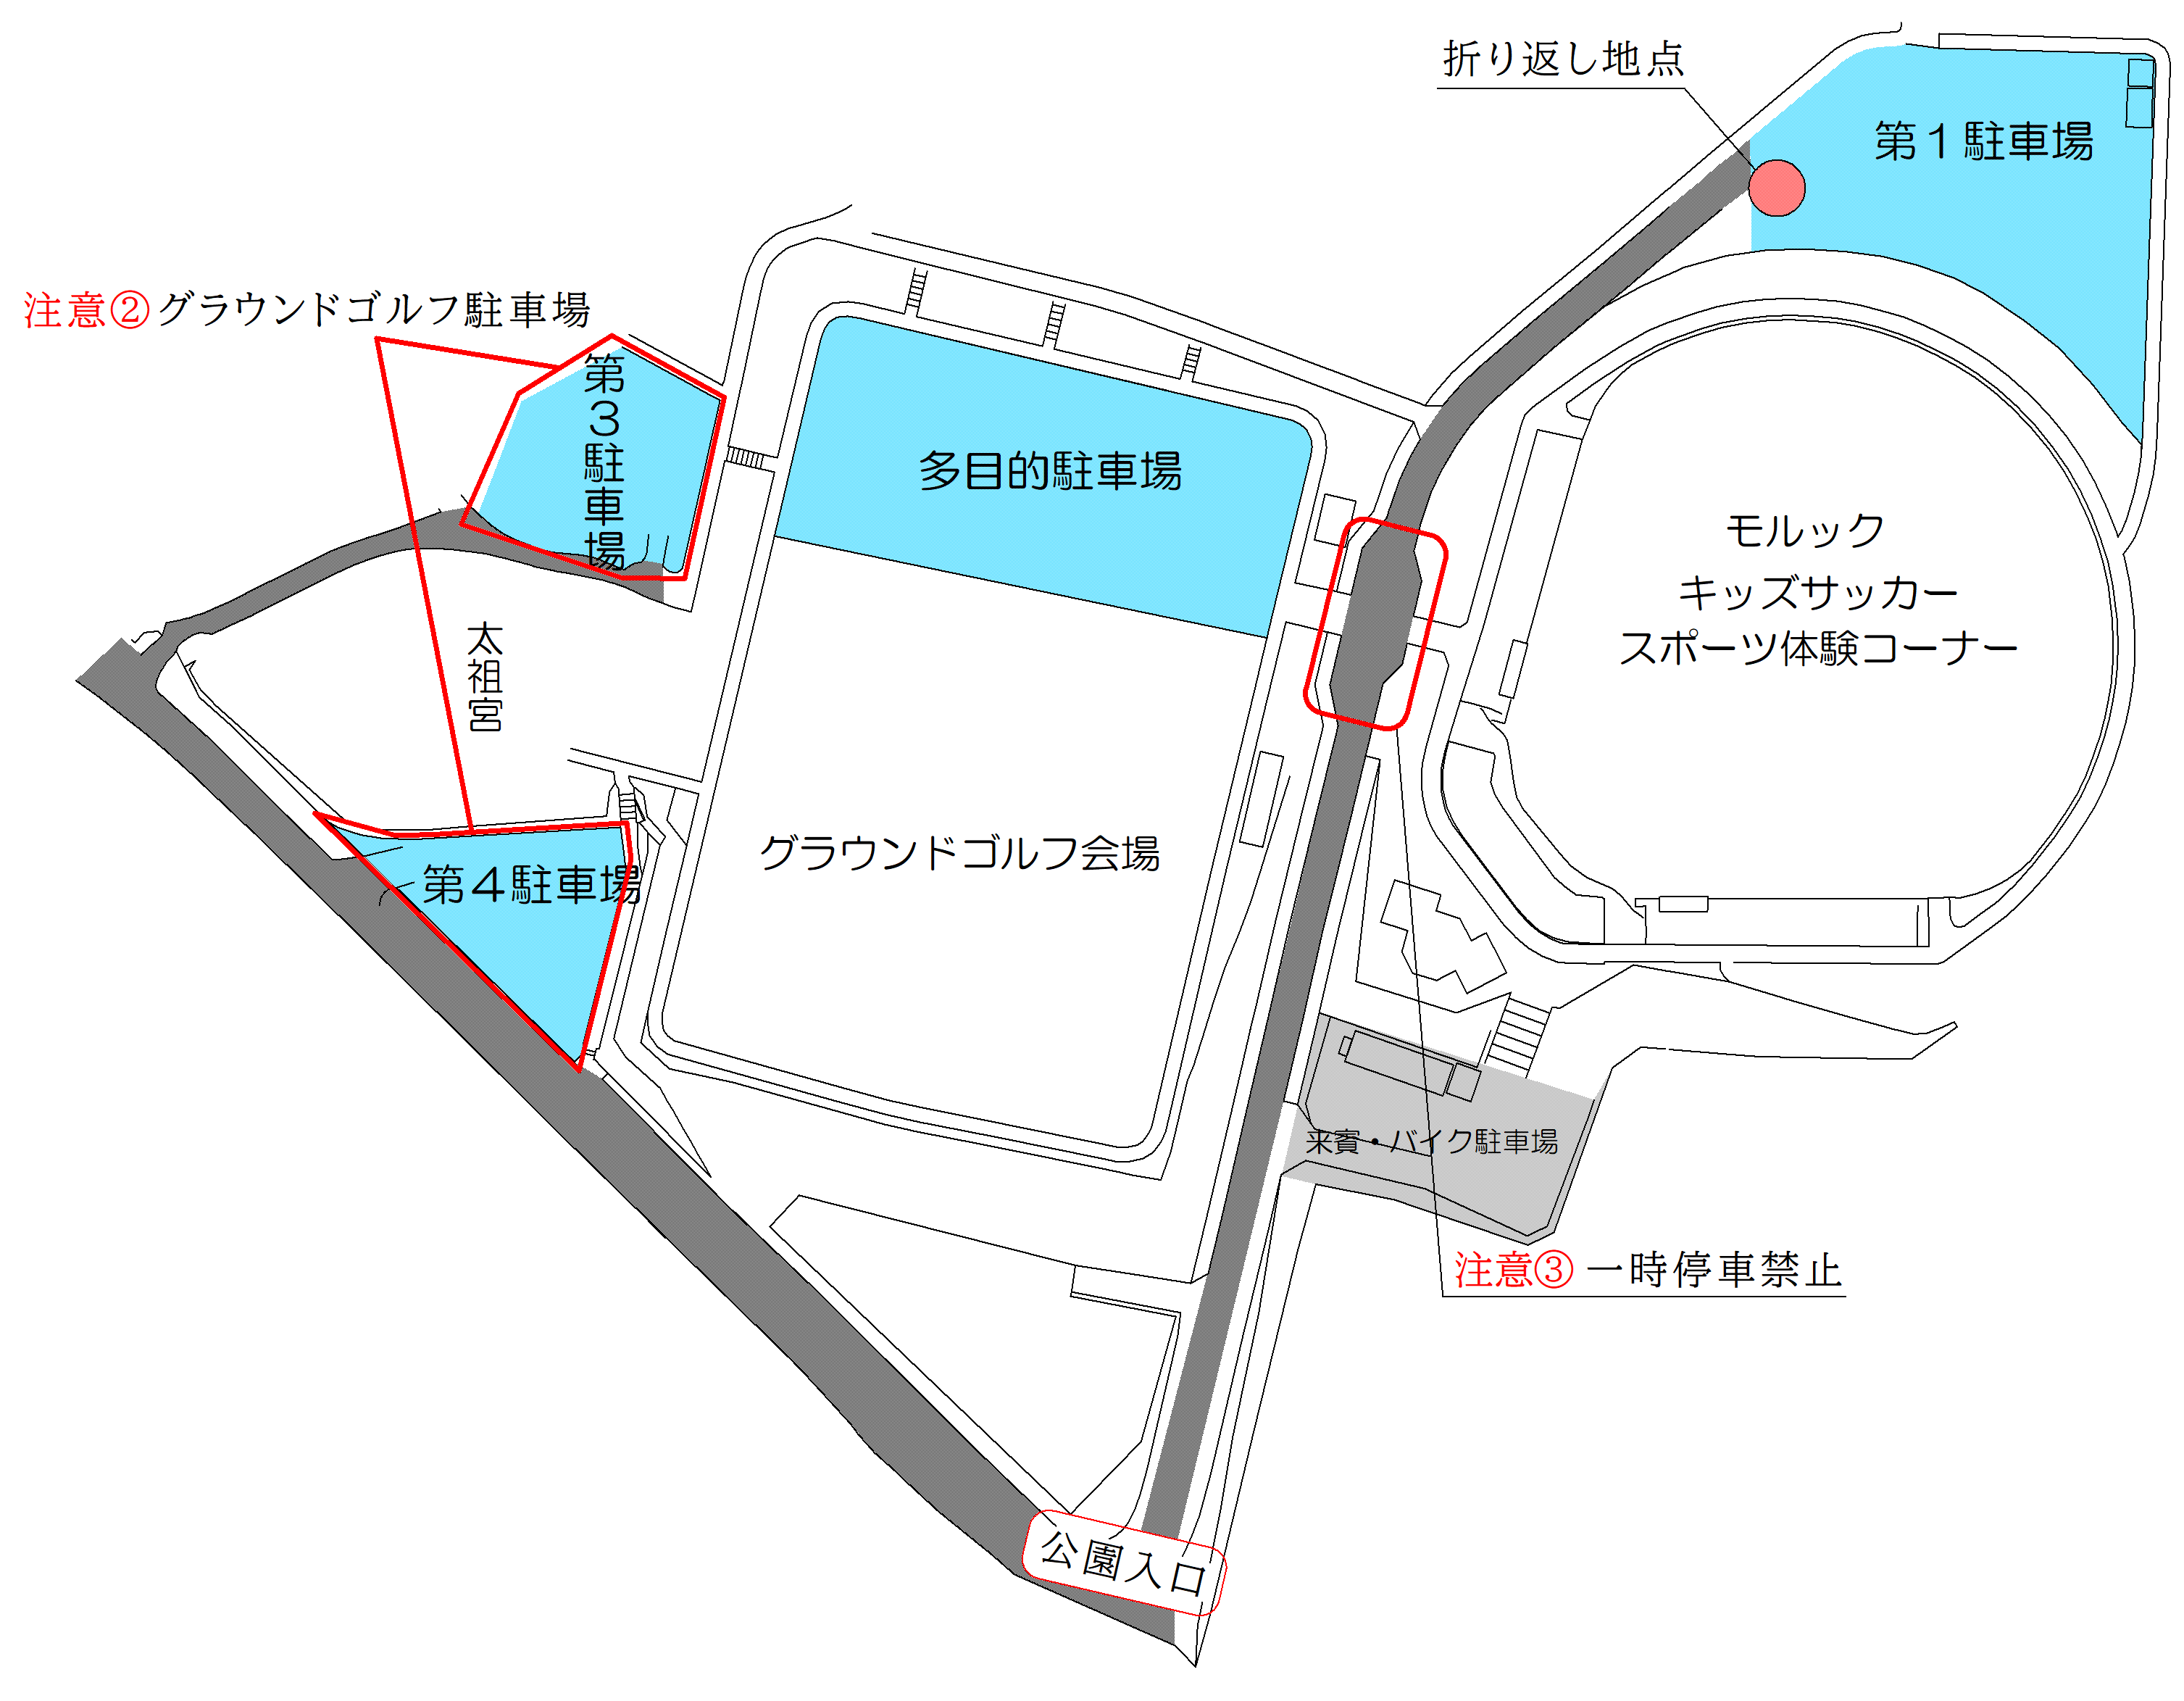 折り返し地点
第１駐車場
注意②グラウンドゴルフ駐車場
第３駐車場
多目的駐車場
モルック
キッズサッカー
スポーツ体験コーナー
太祖宮
グラウンドゴルフ会場
第４駐車場
来賓・バイク駐車場
注意③一時停車禁止
公園入口